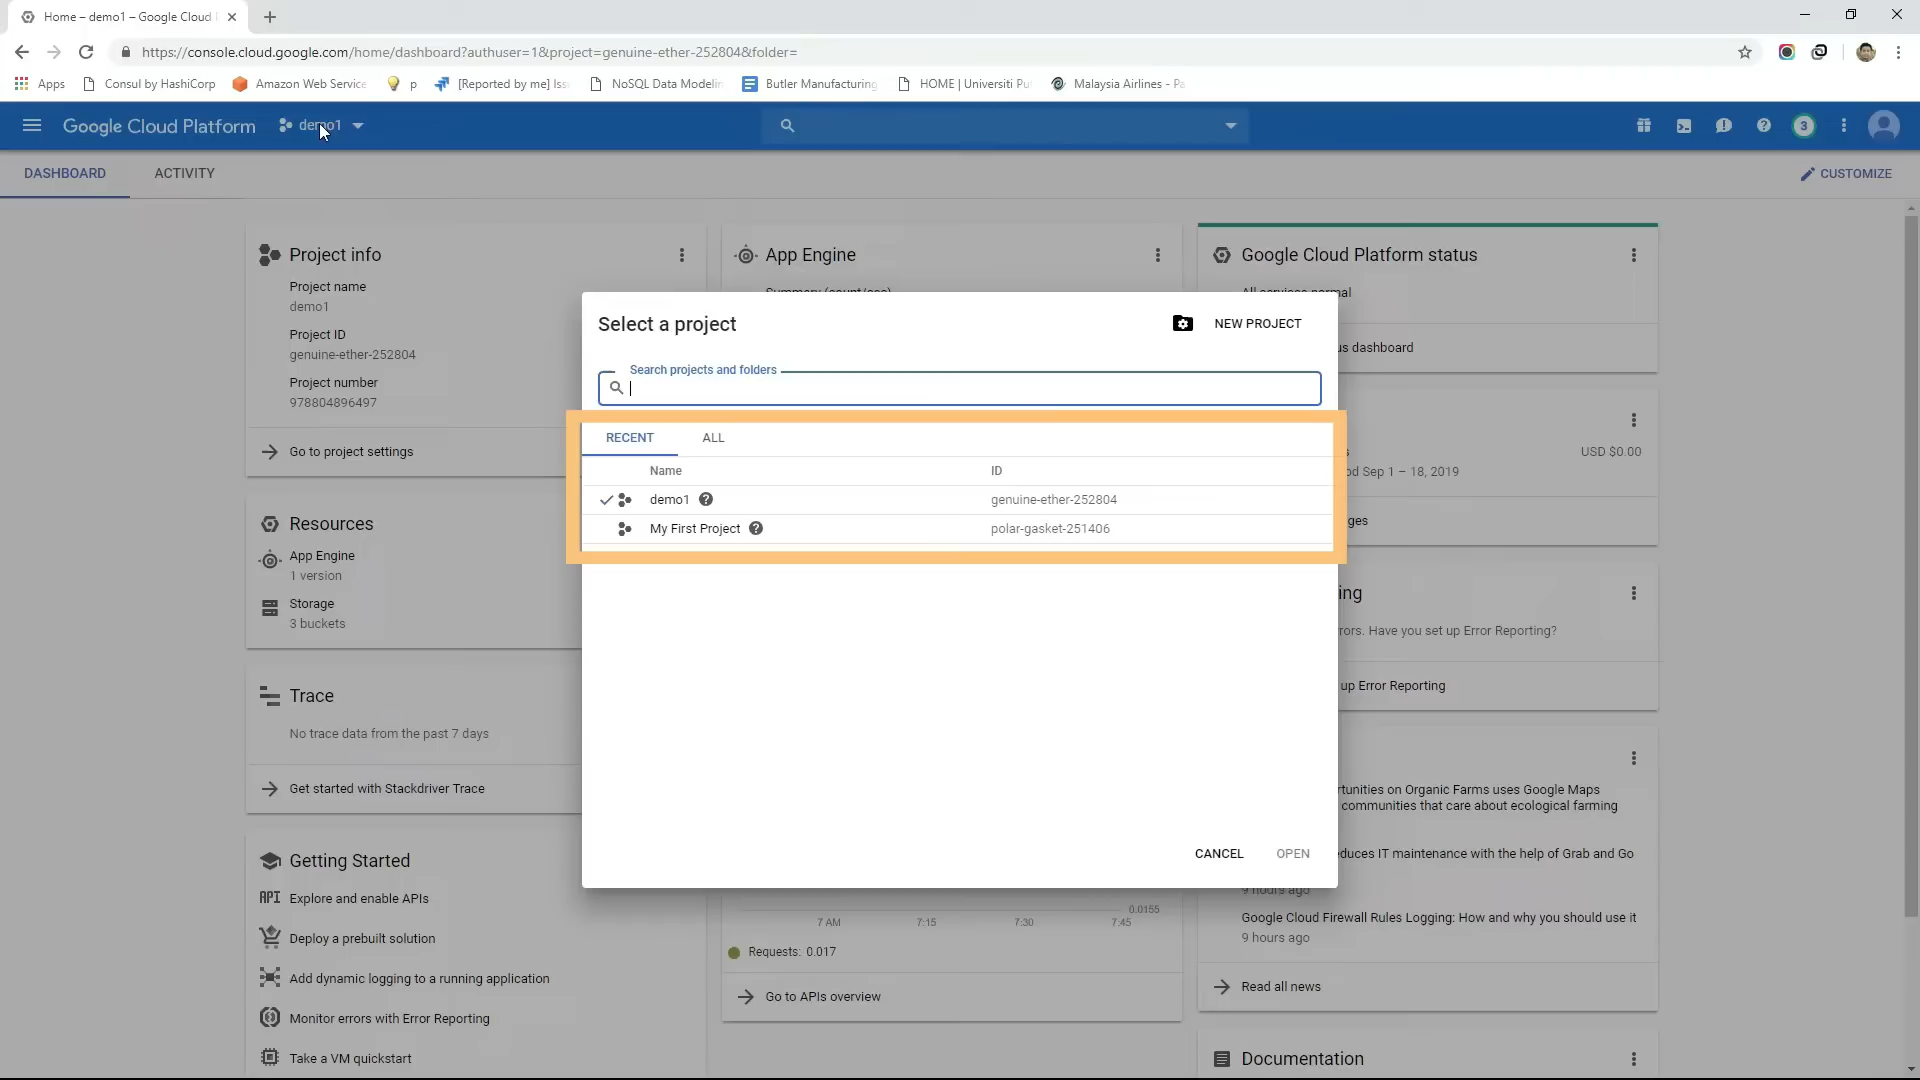 Home – demo1 – Google Cloud
https://console.cloud.google.com/home/dashboard?authuser=1&project=genuine-ether-252804&folder=
Apps
Consul by HashiCorp
Amazon Web Service
p
[Reported by me] Iss
NoSQL Data Modelin
Butler Manufacturing
HOME | Universiti Pu
Malaysia Airlines - Pa
Google Cloud Platform
demo1
3
DASHBOARD
ACTIVITY
CUSTOMIZE
Project info
Project name
demo1
Project ID
genuine-ether-252804
Project number
978804896497
Go to project settings
Resources
App Engine
1 version
Storage
3 buckets
Trace
No trace data from the past 7 days
Get started with Stackdriver Trace
Getting Started
API
Explore and enable APIs
Deploy a prebuilt solution
Add dynamic logging to a running application
Monitor errors with Error Reporting
Take a VM quickstart
App Engine
Summary (count/sec)
Select a project
NEW PROJECT
Search projects and folders
RECENT
ALL
Name
ID
demo1
genuine-ether-252804
My First Project
polar-gasket-251406
CANCEL
OPEN
0.0155
7 AM
7:15
7:30
7:45
Requests: 0.017
Go to APIs overview
Google Cloud Platform status
All services normal
us dashboard
USD $0.00
od Sep 1 – 18, 2019
ges
ing
rors. Have you set up Error Reporting?
up Error Reporting
rtunities on Organic Farms uses Google Maps
communities that care about ecological farming
educes IT maintenance with the help of Grab and Go
9 hours ago
Google Cloud Firewall Rules Logging: How and why you should use it
9 hours ago
Read all news
Documentation